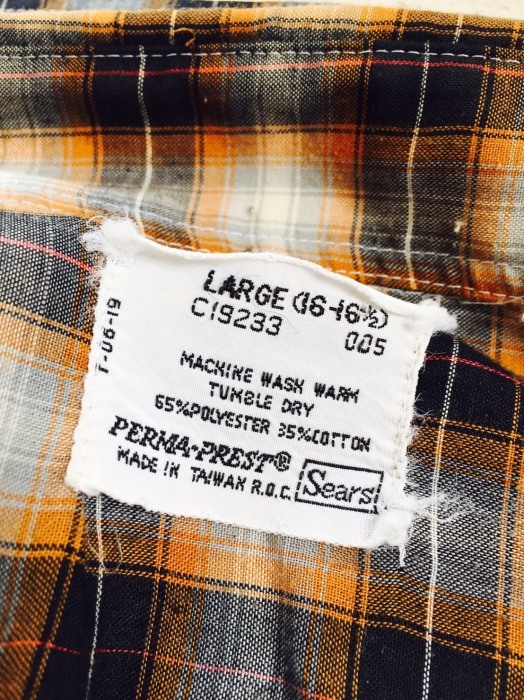 LARGE (16-16½)
C19233 005
T-06-19
MACHINE WASH WARM
TUMBLE DRY
65%POLYESTER 35%COTTON
PERMA-PREST®
MADE IN TAIWAN R.O.C. Sears